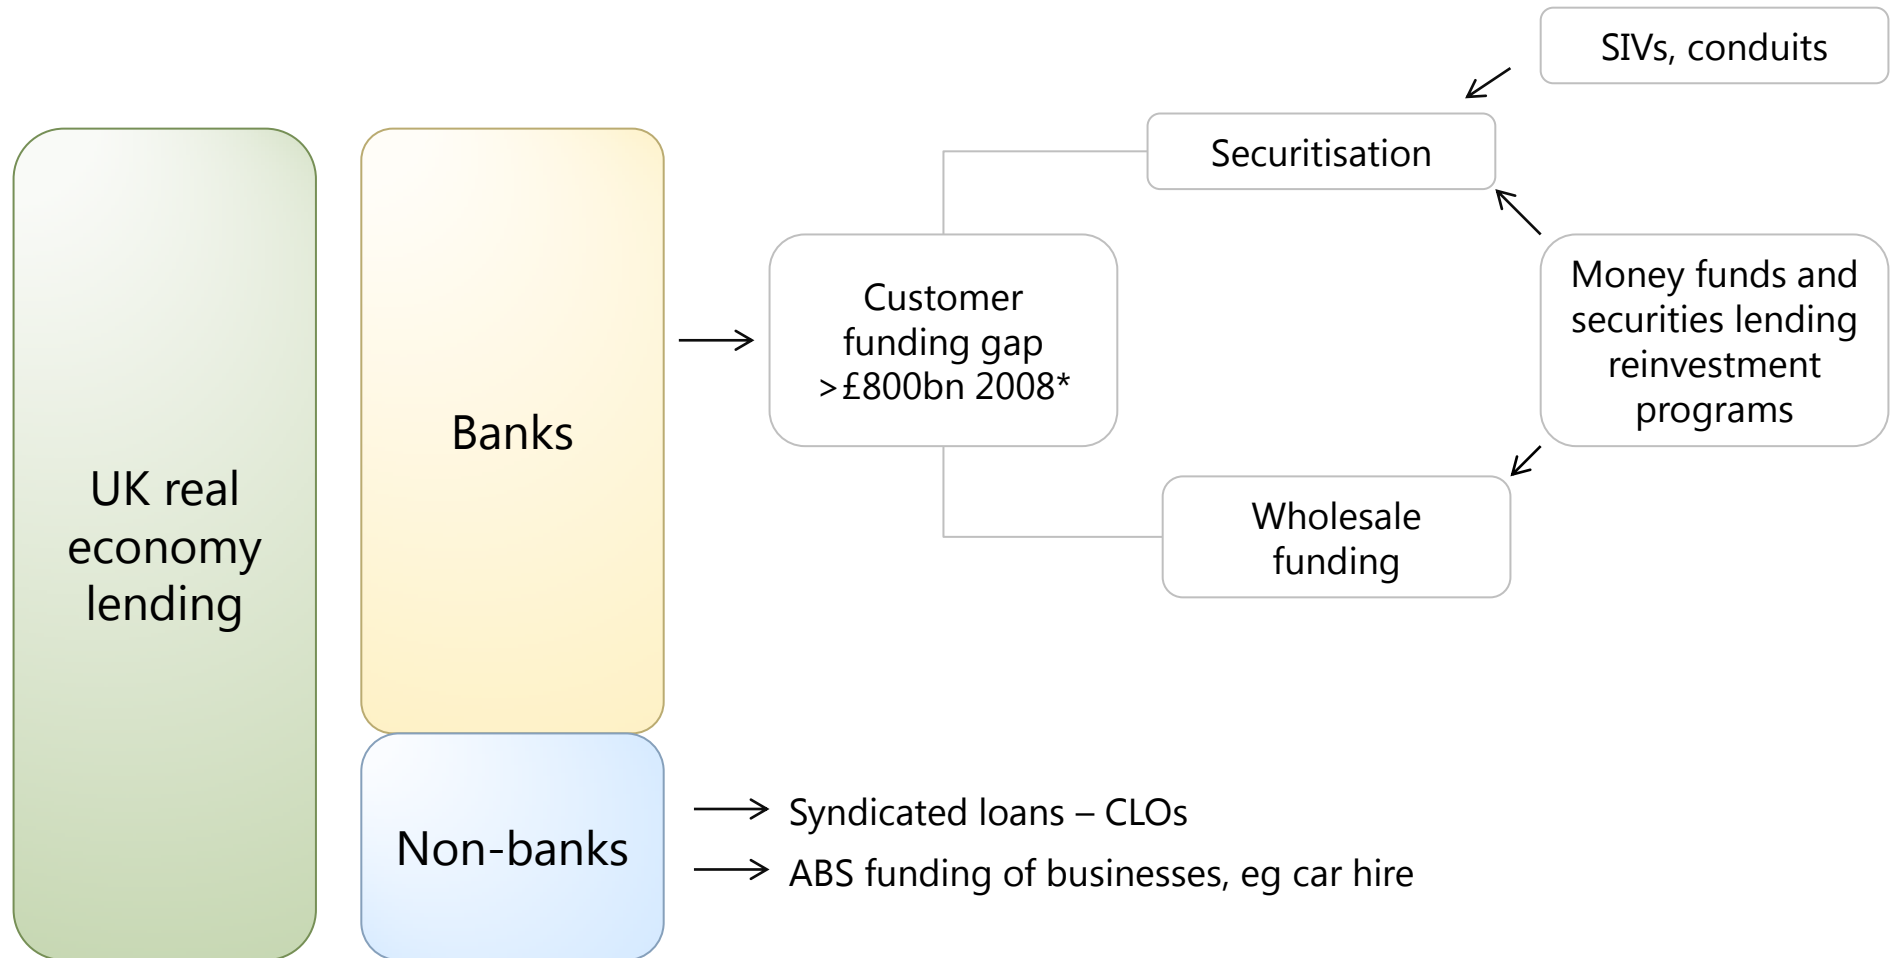 UK real
economy
lending
Banks
Non-banks
Customer
funding gap
>£800bn 2008*
Securitisation
Wholesale
funding
SIVs, conduits
Money funds and
securities lending
reinvestment
programs
Syndicated loans – CLOs
ABS funding of businesses, eg car hire